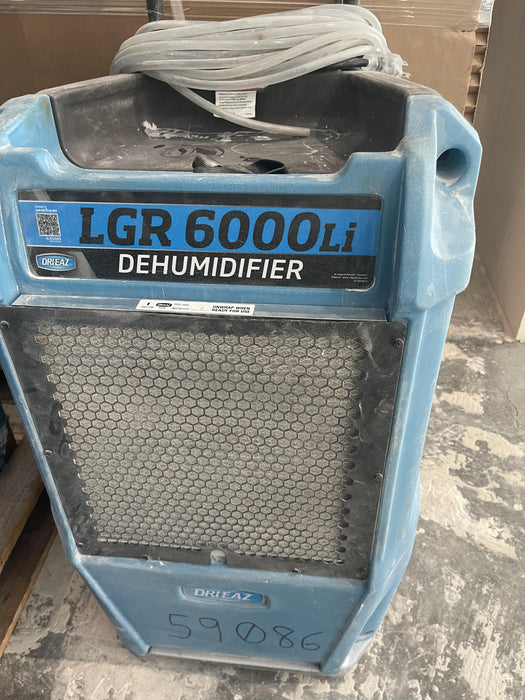 LGR 6000Li
DRIEAZ
DEHUMIDIFIER
UNWRAP WHEN
READY FOR USE
DRIEAZ
59086